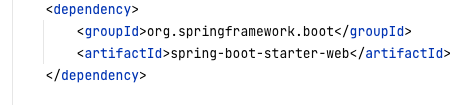 <dependency>
    <groupId>org.springframework.boot</groupId>
    <artifactId>spring-boot-starter-web</artifactId>
</dependency>